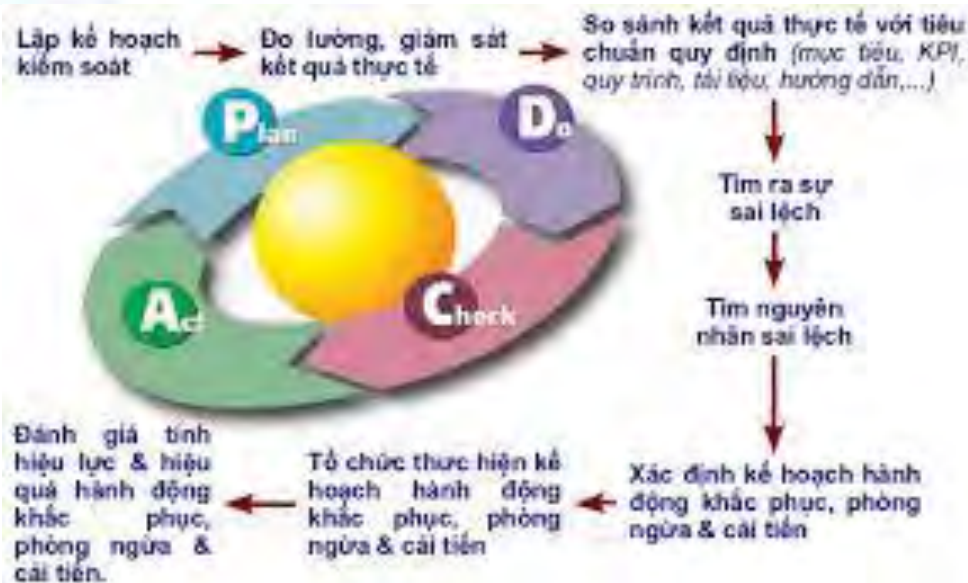 Lập kế hoạch
kiểm soát
Đo lường, giám sát
kết quả thực tế
So sánh kết quả thực tế với tiêu
chuẩn quy định (mục tiêu, KPI,
quy trình, tài liệu, hướng dẫn,...)
Plan
Do
Check
Act
Tìm ra sự
sai lệch
Tìm nguyên
nhân sai lệch
Xác định kế hoạch hành
động khắc phục, phòng
ngừa & cải tiến
Tổ chức thực hiện kế
hoạch hành động
khắc phục, phòng
ngừa & cải tiến
Đánh giá tính
hiệu lực & hiệu
quả hành động
khắc phục,
phòng ngừa &
cải tiến.